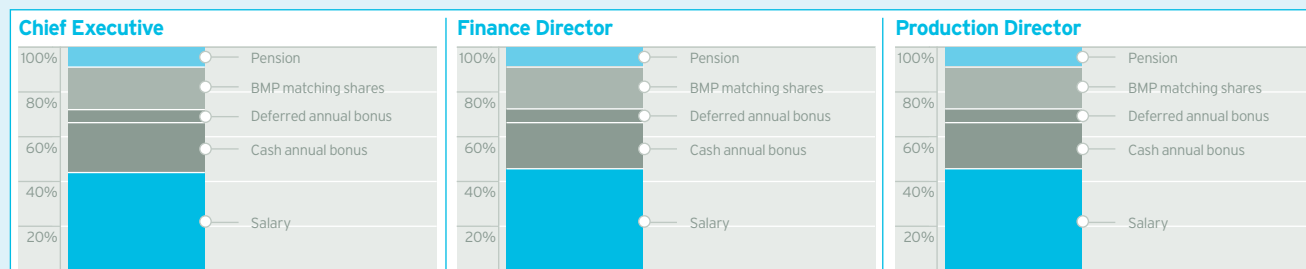 Chief Executive
100%
80%
60%
40%
20%
Pension
BMP matching shares
Deferred annual bonus
Cash annual bonus
Salary
Finance Director
100%
80%
60%
40%
20%
Pension
BMP matching shares
Deferred annual bonus
Cash annual bonus
Salary
Production Director
100%
80%
60%
40%
20%
Pension
BMP matching shares
Deferred annual bonus
Cash annual bonus
Salary